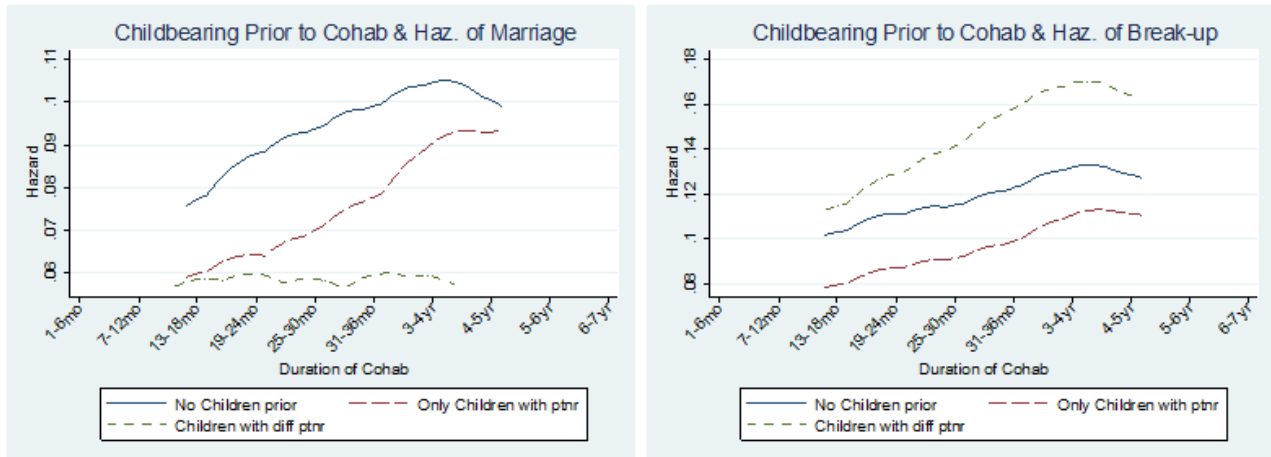 Childbearing Prior to Cohab & Haz. of Marriage
Hazard
.11
.1
.09
.08
.07
.06
1-6mo
7-12mo
13-18mo
19-24mo
25-30mo
31-36mo
3-4yr
4-5yr
5-6yr
6-7yr
Duration of Cohab
No Children prior
Only Children with ptnr
Children with diff ptnr
Childbearing Prior to Cohab & Haz. of Break-up
Hazard
.18
.16
.14
.12
.1
.08
1-6mo
7-12mo
13-18mo
19-24mo
25-30mo
31-36mo
3-4yr
4-5yr
5-6yr
6-7yr
Duration of Cohab
No Children prior
Only Children with ptnr
Children with diff ptnr